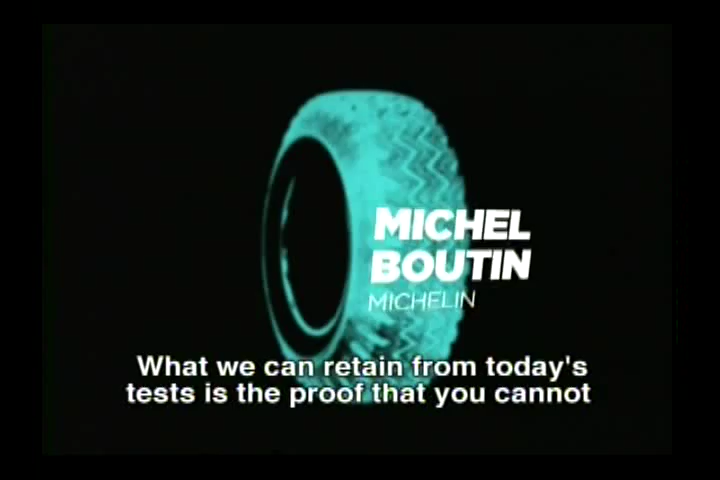 MICHEL
BOUTIN
MICHELIN
What we can retain from today's
tests is the proof that you cannot